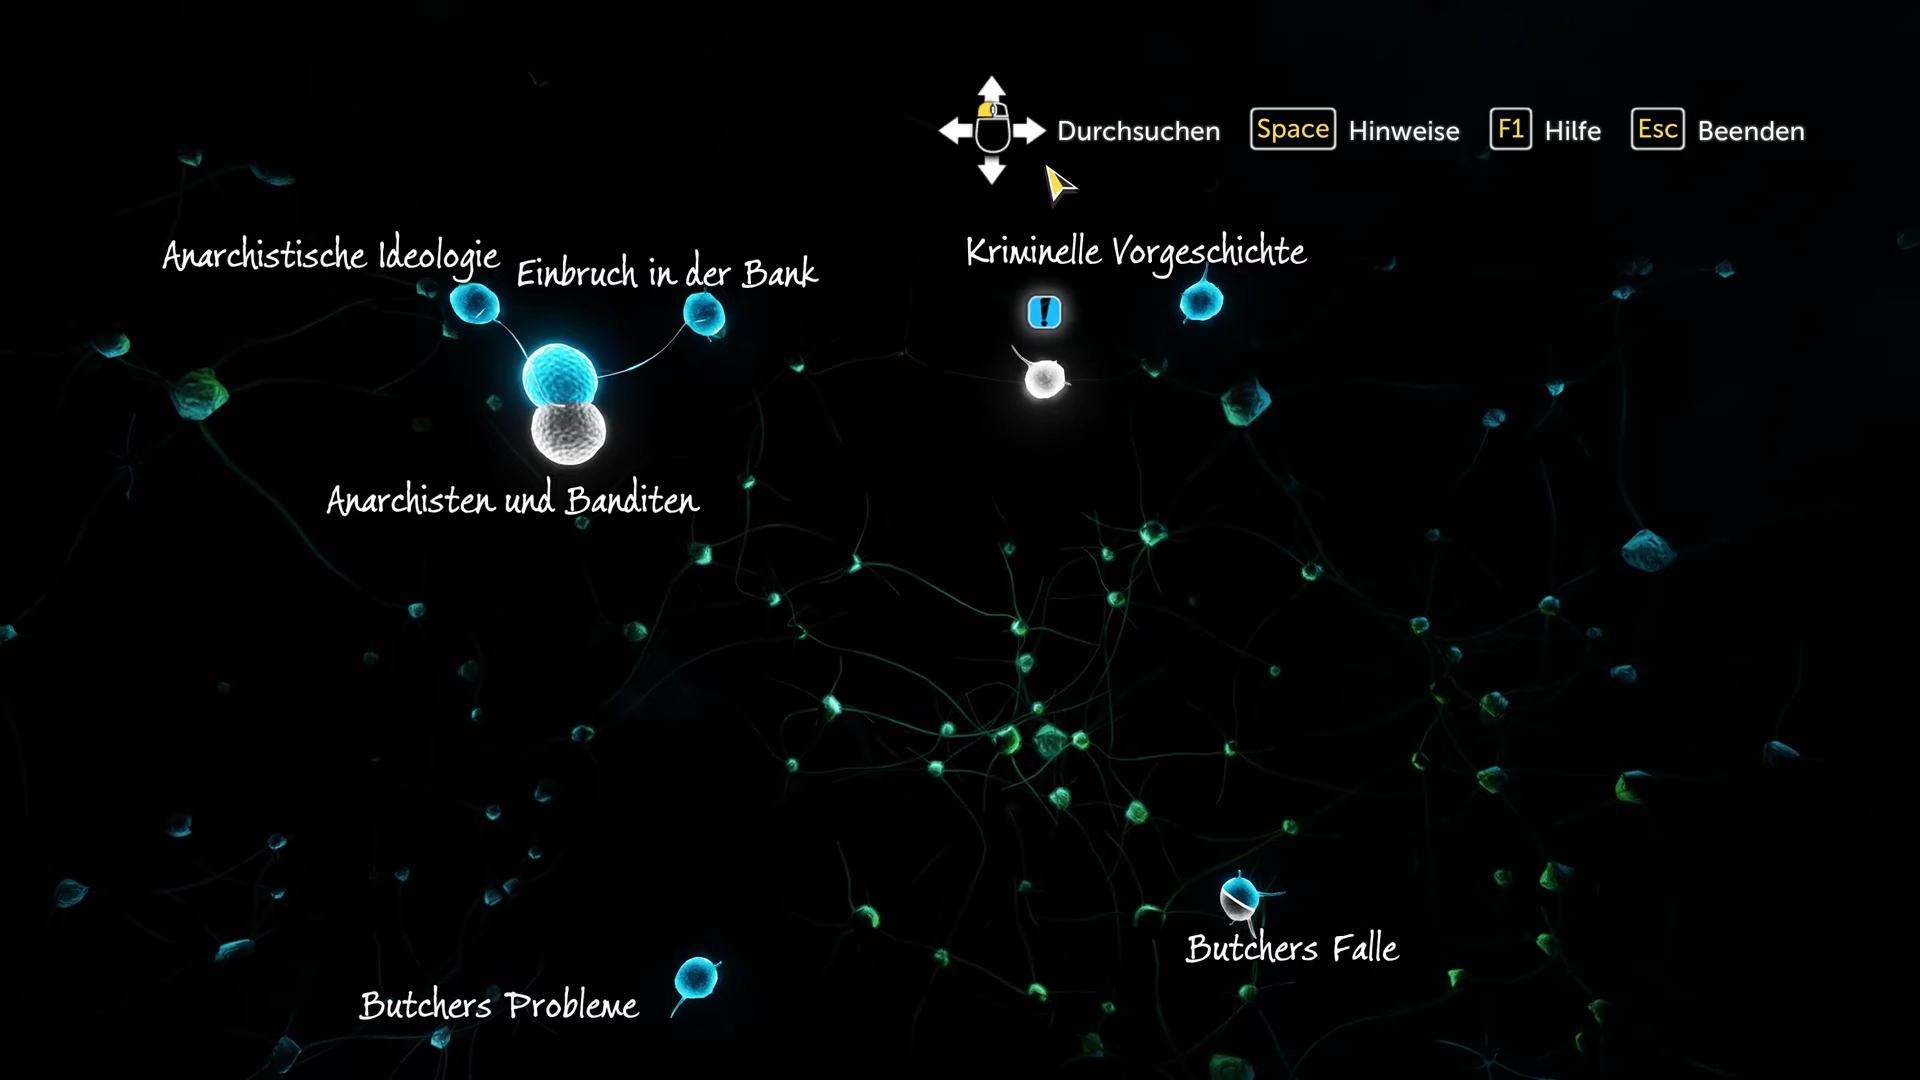 Durchsuchen Space Hinweise F1 Hilfe Esc Beenden
Anarchistische Ideologie
Einbruch in der Bank
Kriminelle Vorgeschichte
!
Anarchisten und Banditen
Butchers Falle
Butchers Probleme